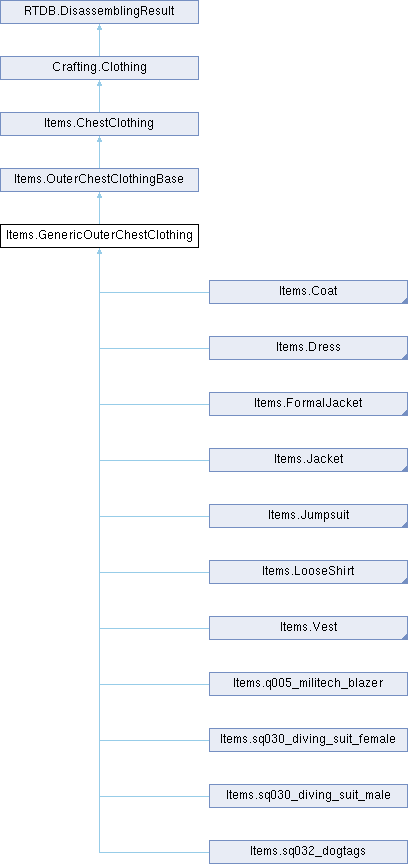 RTDB.DisassemblingResult
Crafting.Clothing
Items.ChestClothing
Items.OuterChestClothingBase
Items.GenericOuterChestClothing
Items.Coat
Items.Dress
Items.FormalJacket
Items.Jacket
Items.Jumpsuit
Items.LooseShirt
Items.Vest
Items.q005_militech_blazer
Items.sq030_diving_suit_female
Items.sq030_diving_suit_male
Items.sq032_dogtags